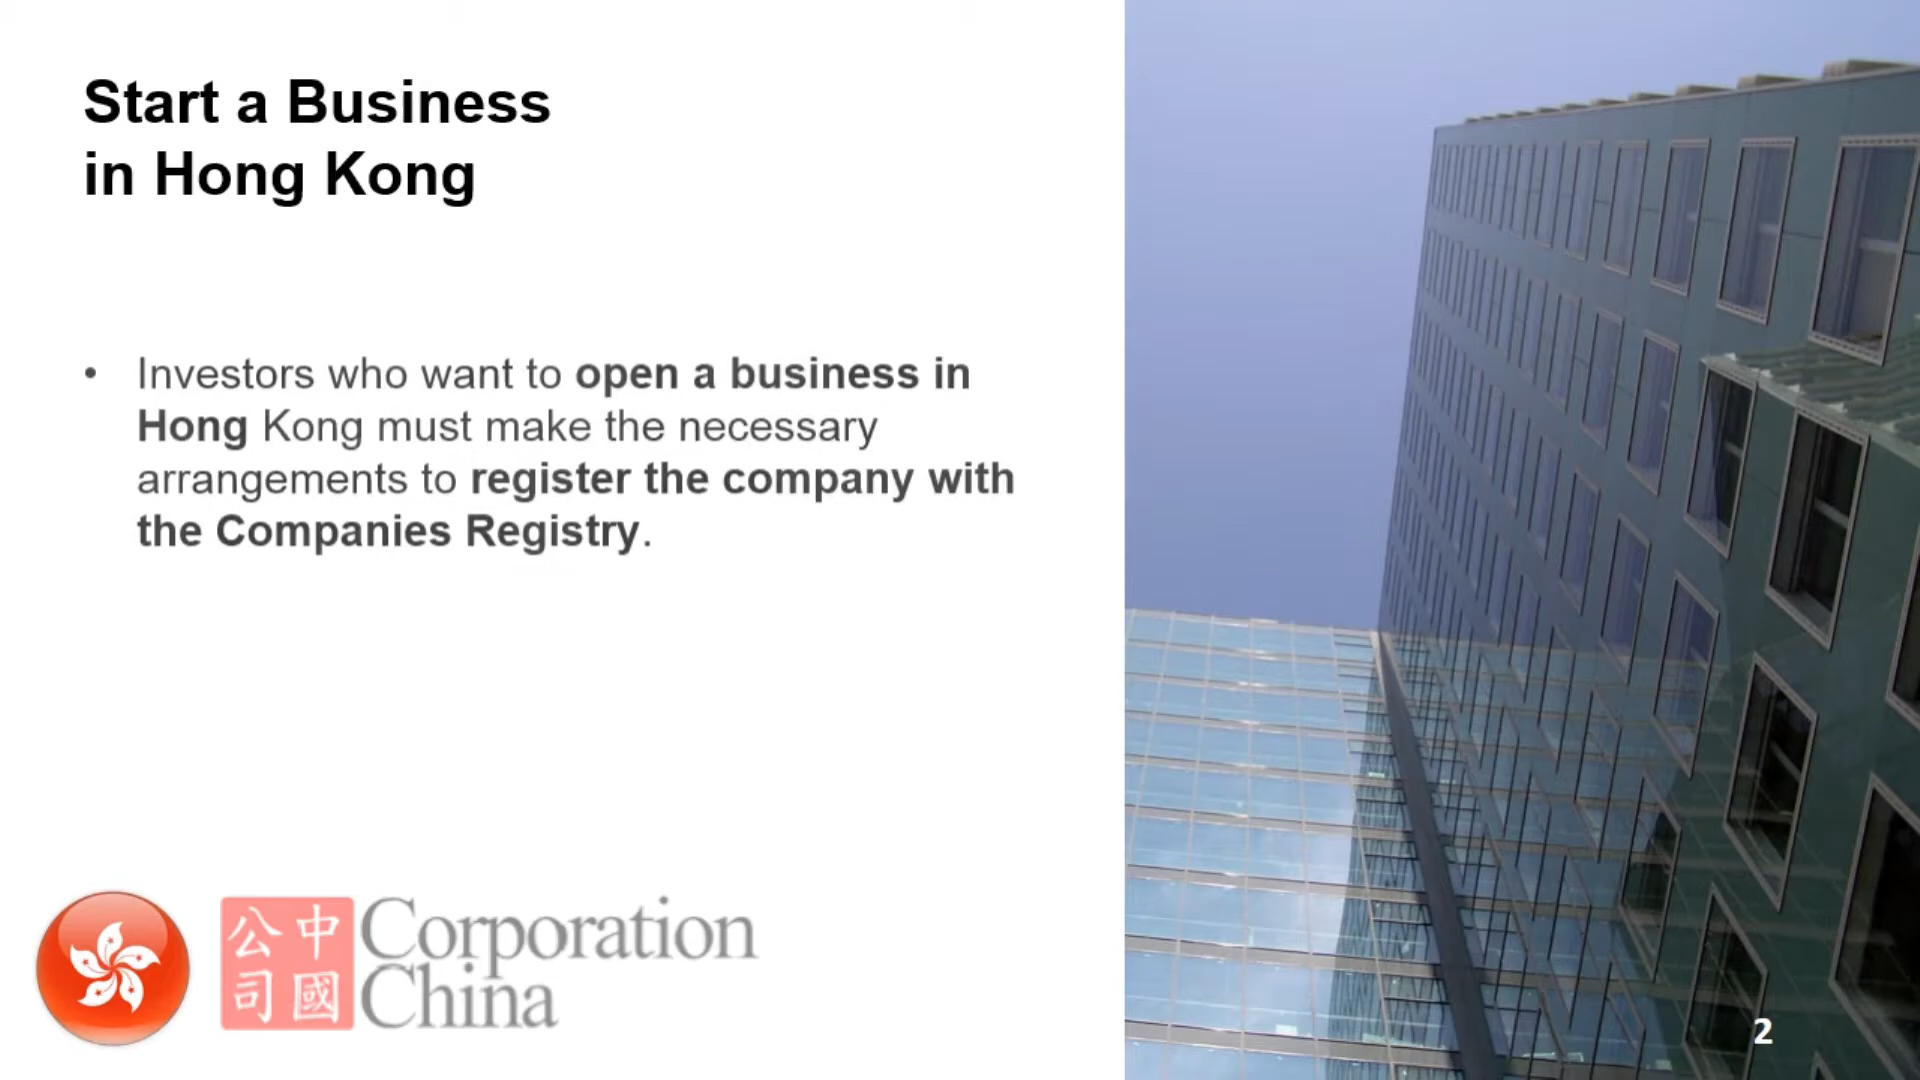 Start a Business
in Hong Kong
• Investors who want to open a business in
Hong Kong must make the necessary
arrangements to register the company with
the Companies Registry.
公中
司國
Corporation
China
2